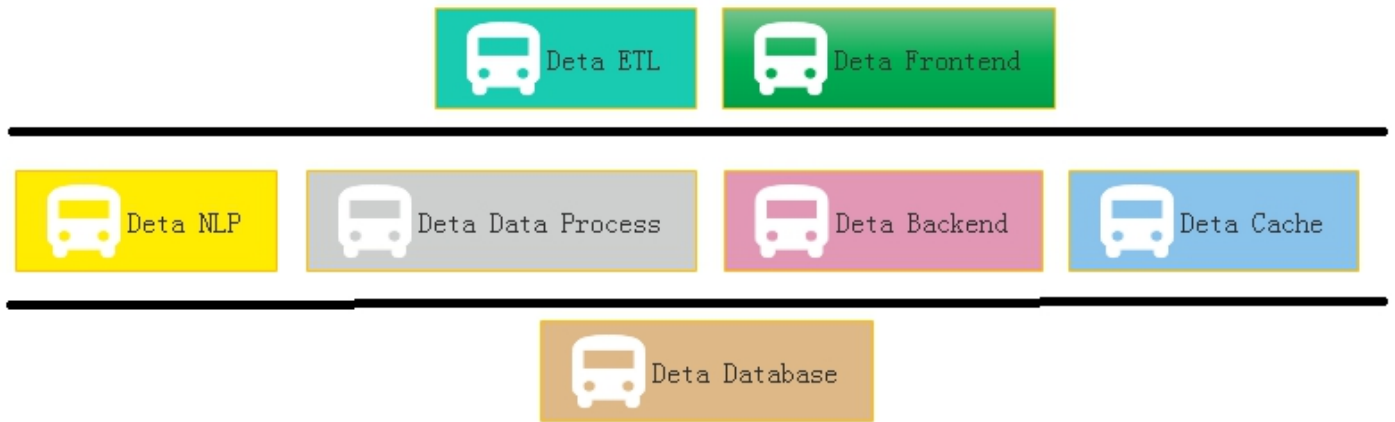 Deta ETL
Deta Frontend
Deta NLP
Deta Data Process
Deta Backend
Deta Cache
Deta Database